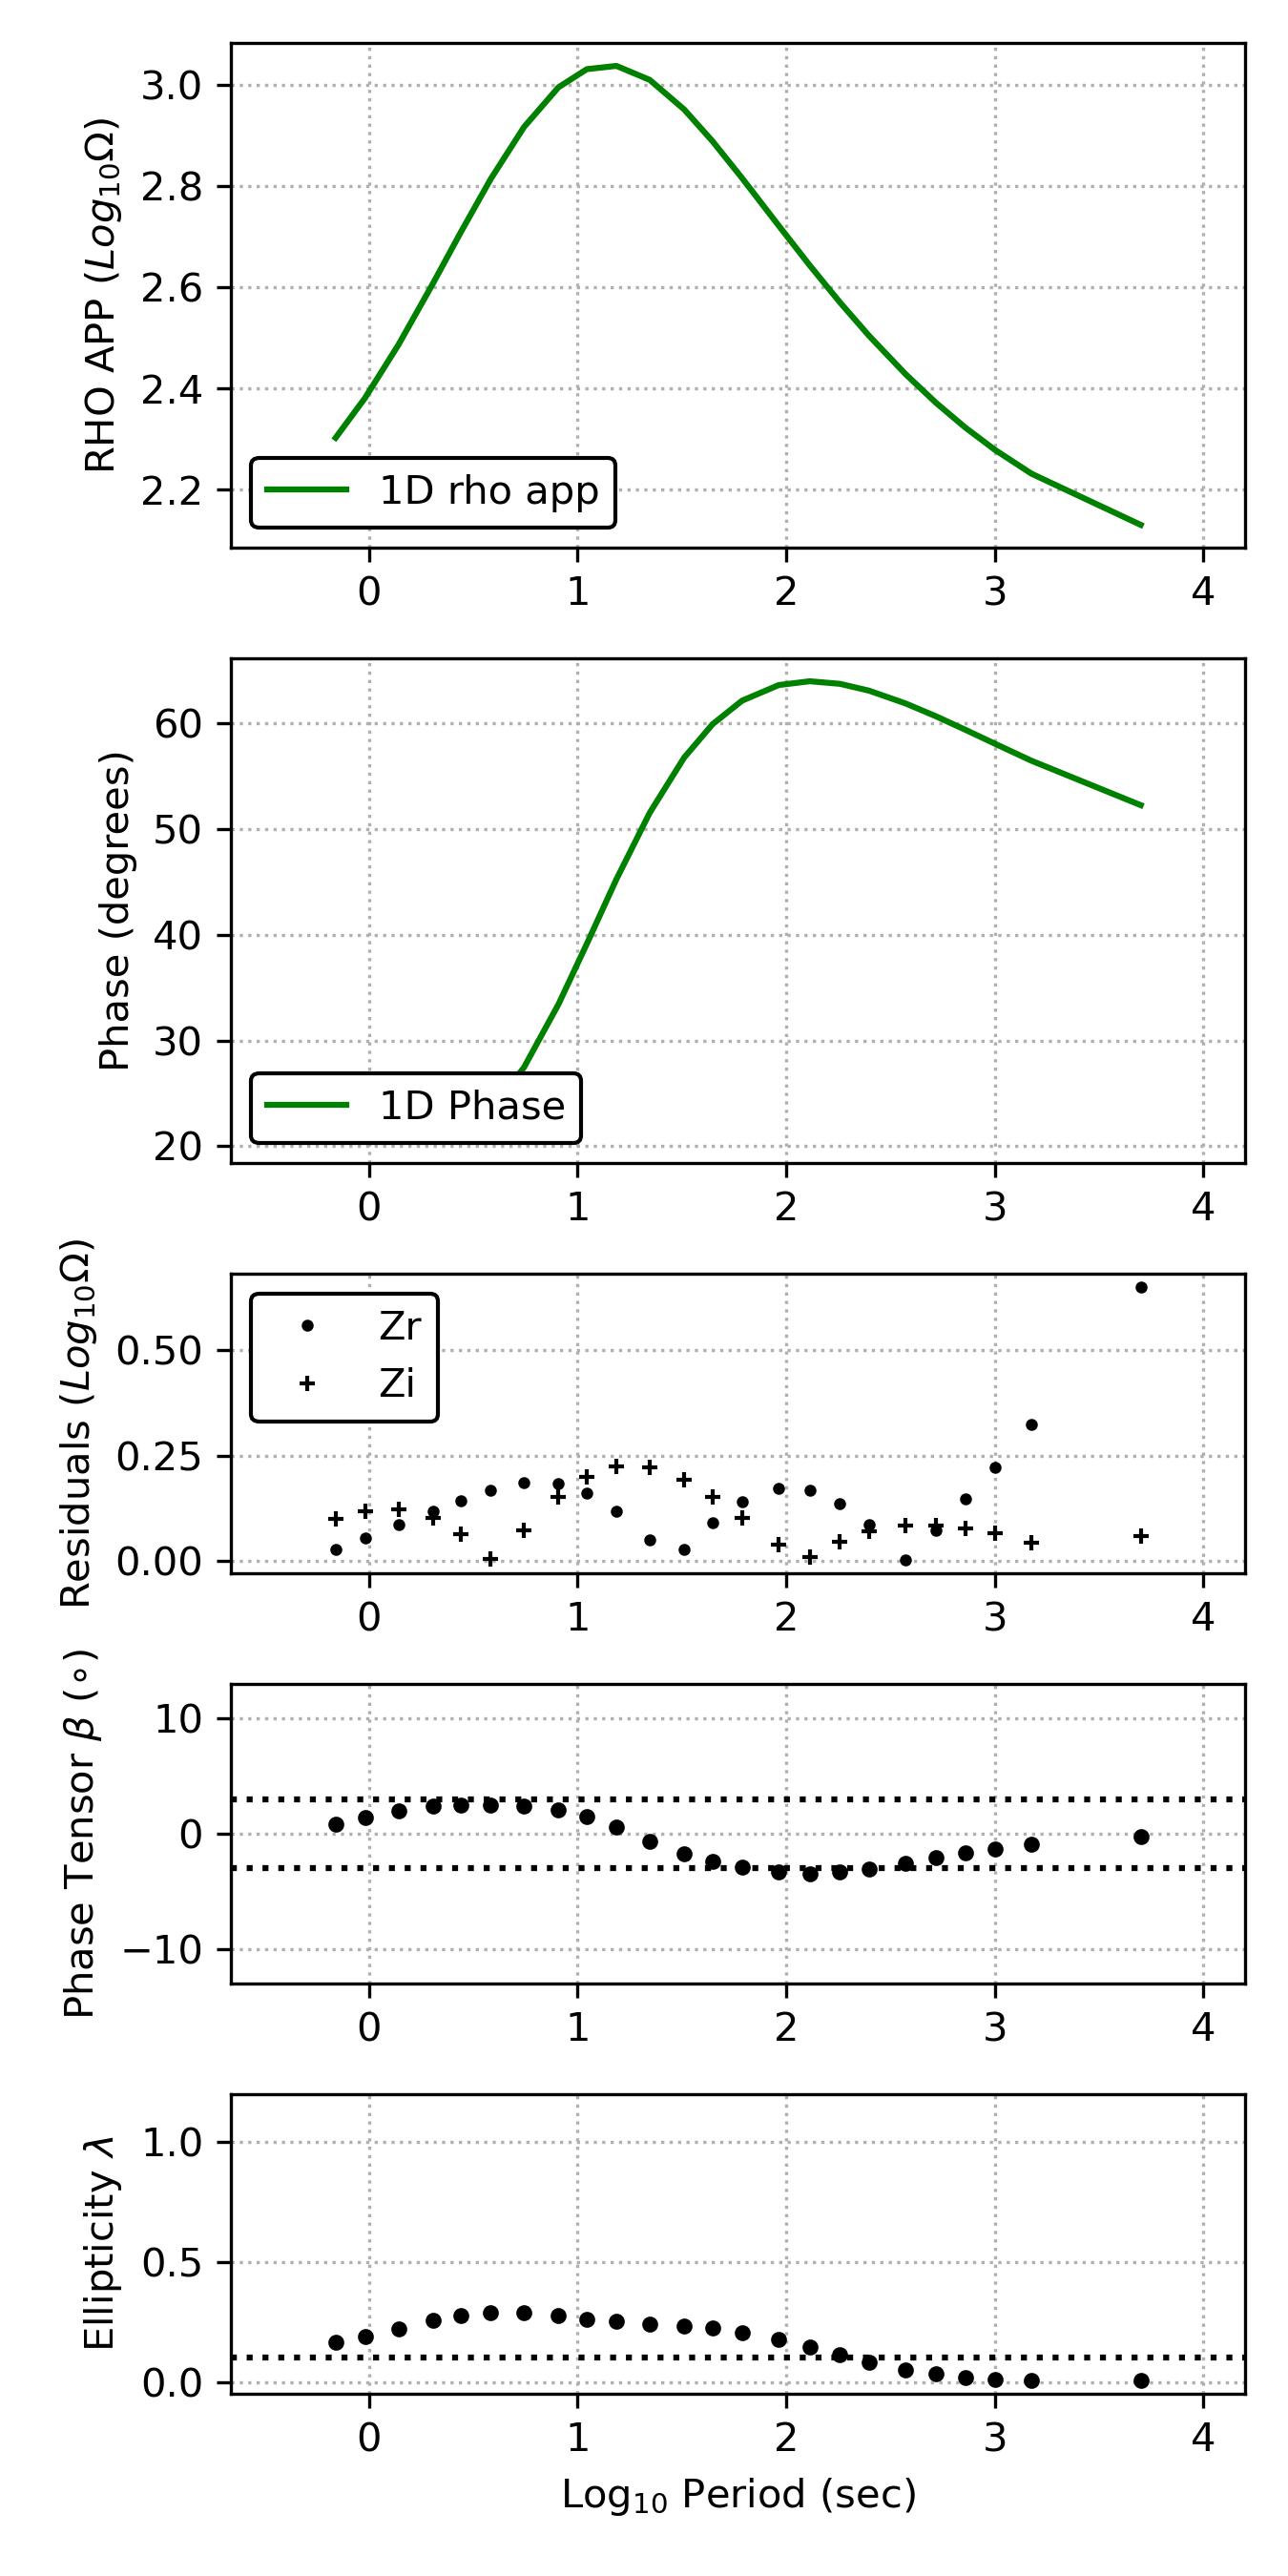 RHO APP (Log₁₀Ω)
3.0
2.8
2.6
2.4
2.2
1D rho app
0 1 2 3 4
Phase (degrees)
60
50
40
30
20
1D Phase
0 1 2 3 4
Residuals (Log₁₀Ω)
0.50
0.25
0.00
Zr
Zi
0 1 2 3 4
Phase Tensor β (∘)
10
0
−10
0 1 2 3 4
Ellipticity λ
1.0
0.5
0.0
0 1 2 3 4
Log₁₀ Period (sec)